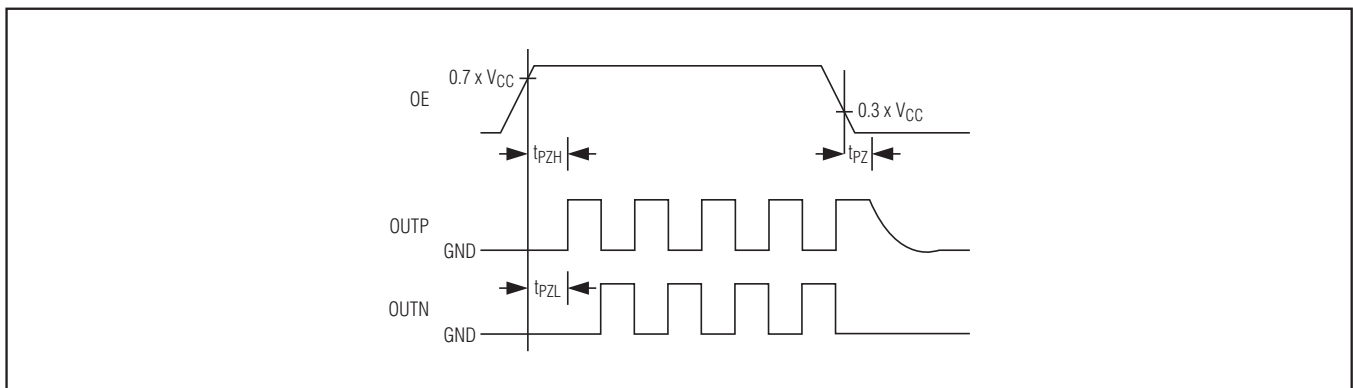 0.7 x VCC
OE
0.3 x VCC
tPZH
tPZ
OUTP
GND
tPZL
OUTN
GND